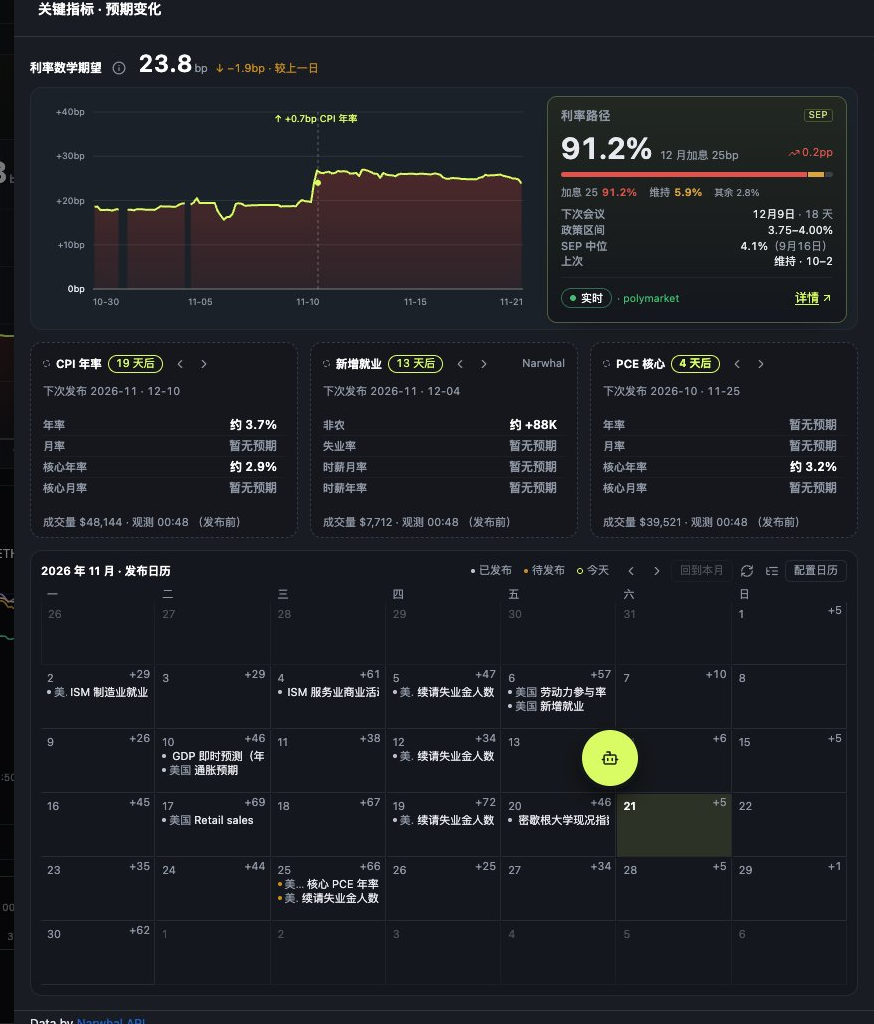 关键指标 · 预期变化
利率数学期望 23.8 bp ↓ −1.9bp · 较上一日
+40bp
+30bp
+20bp
+10bp
0bp
↑ +0.7bp CPI 年率
10-30 11-05 11-10 11-15 11-21
利率路径 SEP
91.2% 12 月加息 25bp 0.2pp
加息 25 91.2% 维持 5.9% 其余 2.8%
下次会议 12月9日 · 18 天
政策区间 3.75–4.00%
SEP 中位 4.1% (9月16日)
上次 维持 · 10–2
实时 · polymarket 详情 ↗
CPI 年率 19 天后
下次发布 2026-11 · 12-10
年率 约 3.7%
月率 暂无预期
核心年率 约 2.9%
核心月率 暂无预期
成交量 $48,144 · 观测 00:48 (发布前)
新增就业 13 天后 Narwhal
下次发布 2026-11 · 12-04
非农 约 +88K
失业率 暂无预期
时薪月率 暂无预期
时薪年率 暂无预期
成交量 $7,712 · 观测 00:48 (发布前)
PCE 核心 4 天后
下次发布 2026-10 · 11-25
年率 暂无预期
月率 暂无预期
核心年率 约 3.2%
核心月率 暂无预期
成交量 $39,521 · 观测 00:48 (发布前)
2026 年 11 月 · 发布日历 已发布 待发布 今天 回到本月 配置日历
一 二 三 四 五 六 日
26 27 28 29 30 31 1 +5
2 +29 3 +29 4 +61 5 +47 6 +57 7 +10 8
美. ISM 制造业就业 ISM 服务业商业活 美. 续请失业金人数 美国 劳动力参与率
美国 新增就业
9 +26 10 +46 11 +38 12 +34 13 +6 15 +5
GDP 即时预测（年 美. 续请失业金人数
美国 通胀预期
16 +45 17 +69 18 +67 19 +72 20 +46 21 +5 22
美国 Retail sales 美. 续请失业金人数 密歇根大学现况指
23 +35 24 +44 25 +66 26 +25 27 +34 28 +5 29 +1
美... 核心 PCE 年率
美. 续请失业金人数
30 +62 1 2 3 4 5 6
Data by Narwhal API